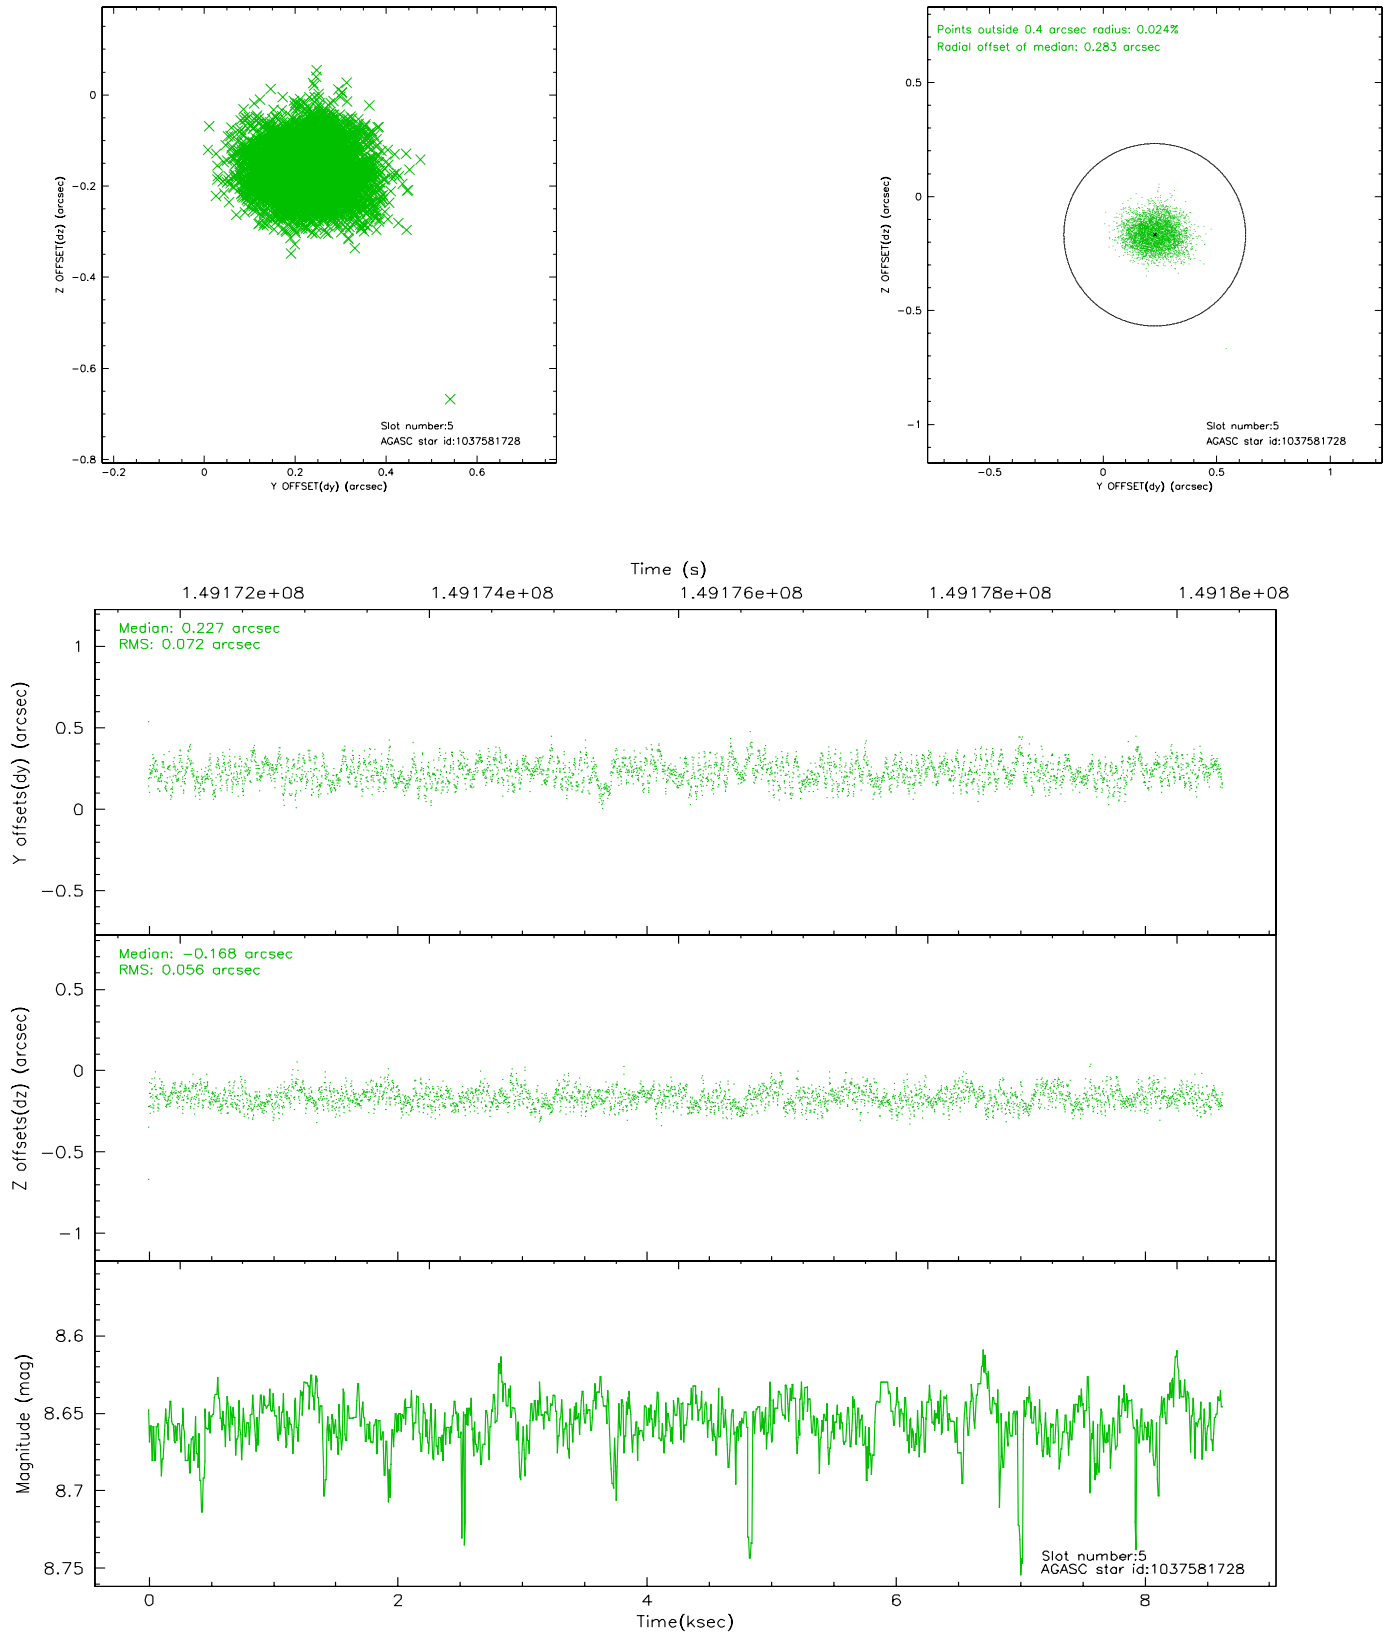 0
−0.2
−0.4
−0.6
−0.8
Z OFFSET(dz) (arcsec)
−0.2
0
0.2
0.4
0.6
Y OFFSET(dy) (arcsec)
Slot number:5
AGASC star id:1037581728
Points outside 0.4 arcsec radius: 0.024%
Radial offset of median: 0.283 arcsec
0.5
0
−0.5
−1
Z OFFSET(dz) (arcsec)
−0.5
0
0.5
1
Y OFFSET(dy) (arcsec)
Slot number:5
AGASC star id:1037581728
Time (s)
1.49172e+08
1.49174e+08
1.49176e+08
1.49178e+08
1.4918e+08
Median: 0.227 arcsec
RMS: 0.072 arcsec
1
0.5
0
−0.5
Y offsets(dy) (arcsec)
Median: −0.168 arcsec
RMS: 0.056 arcsec
0.5
0
−0.5
−1
Z offsets(dz) (arcsec)
8.6
8.65
8.7
8.75
Magnitude (mag)
Slot number:5
AGASC star id:1037581728
0
2
4
6
8
Time(ksec)